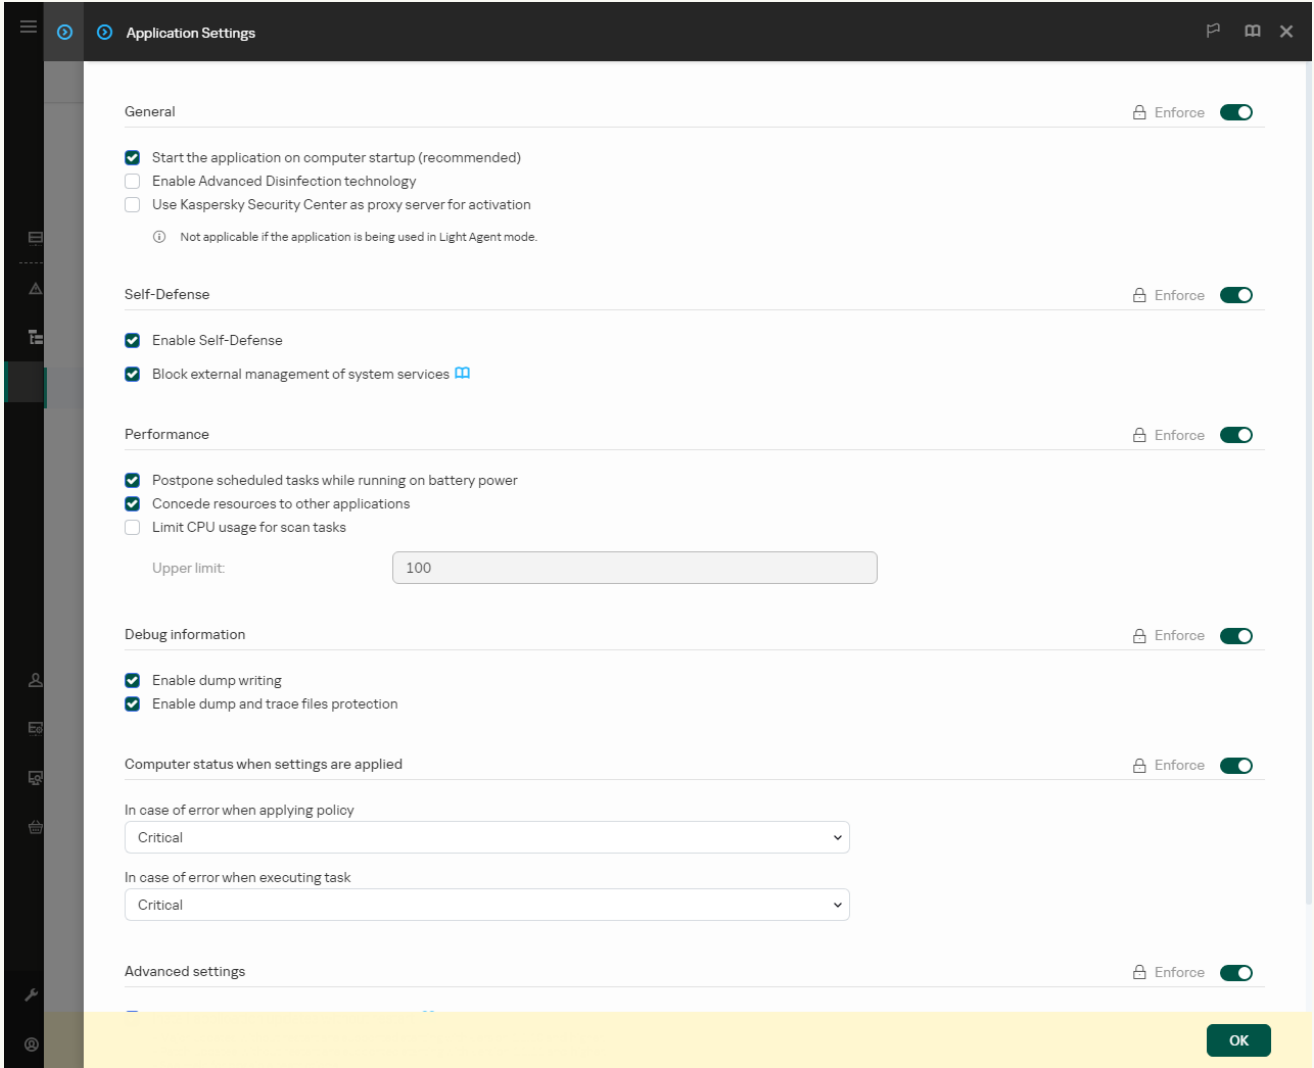 Application Settings
General
Enforce
Start the application on computer startup (recommended)
Enable Advanced Disinfection technology
Use Kaspersky Security Center as proxy server for activation
Not applicable if the application is being used in Light Agent mode.
Self-Defense
Enforce
Enable Self-Defense
Block external management of system services
Performance
Enforce
Postpone scheduled tasks while running on battery power
Concede resources to other applications
Limit CPU usage for scan tasks
Upper limit:
100
Debug information
Enforce
Enable dump writing
Enable dump and trace files protection
Computer status when settings are applied
Enforce
In case of error when applying policy
Critical
In case of error when executing task
Critical
Advanced settings
Enforce
OK